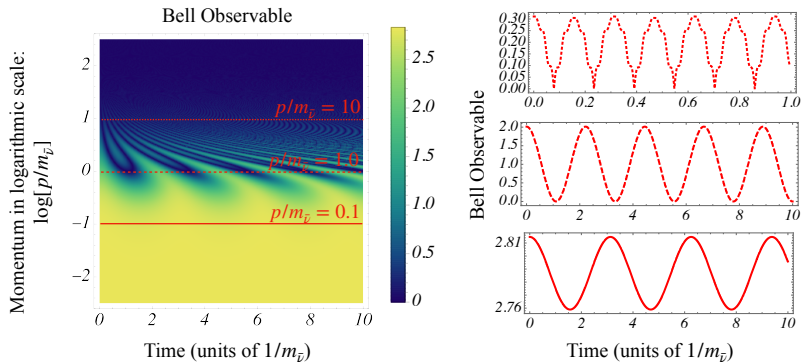 Bell Observable
Momentum in logarithmic scale:
log[p/m_ν̄]
2
1
0
−1
−2
p/m_ν̄ = 10
p/m_ν̄ = 1.0
p/m_ν̄ = 0.1
0 2 4 6 8 10
Time (units of 1/m_ν̄)
2.5
2.0
1.5
1.0
0.5
0
Bell Observable
0.30
0.25
0.20
0.15
0.10
0.05
0.00
0.0 0.2 0.4 0.6 0.8 1.0
2.0
1.5
1.0
0.5
0.0
0 2 4 6 8 10
2.81
2.76
0 2 4 6 8 10
Time (units of 1/m_ν̄)